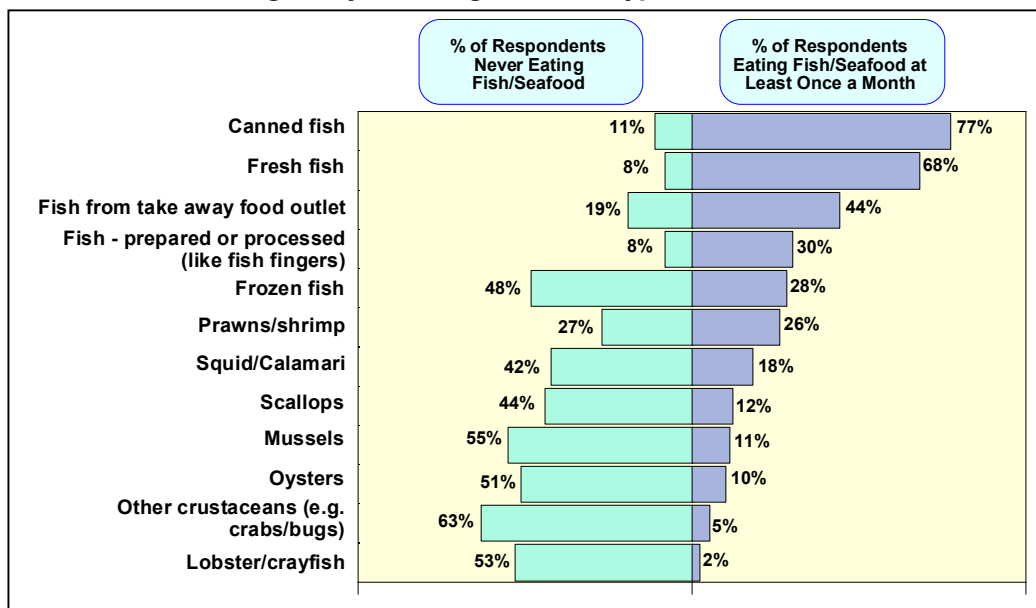 % of Respondents
Never Eating
Fish/Seafood
% of Respondents
Eating Fish/Seafood at
Least Once a Month
Canned fish
11%
77%
Fresh fish
8%
68%
Fish from take away food outlet
19%
44%
Fish - prepared or processed
(like fish fingers)
8%
30%
Frozen fish
48%
28%
Prawns/shrimp
27%
26%
Squid/Calamari
42%
18%
Scallops
44%
12%
Mussels
55%
11%
Oysters
51%
10%
Other crustaceans (e.g.
crabs/bugs)
63%
5%
Lobster/crayfish
53%
2%